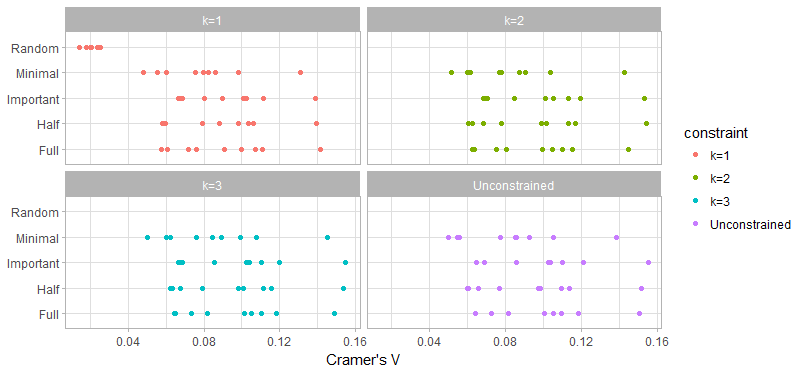 k=1
k=2
Random
Minimal
Important
Half
Full
k=3
Unconstrained
Random
Minimal
Important
Half
Full
0.04
0.08
0.12
0.16
0.04
0.08
0.12
0.16
Cramer's V
constraint
k=1
k=2
k=3
Unconstrained